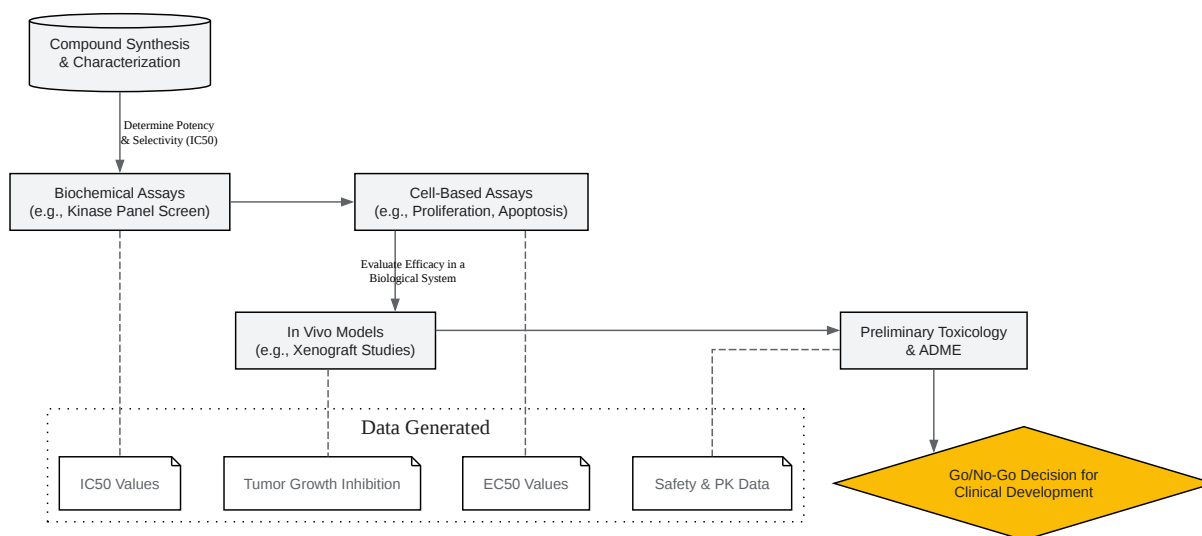 Compound Synthesis
& Characterization
Determine Potency
& Selectivity (IC50)
Biochemical Assays
(e.g., Kinase Panel Screen)
Cell-Based Assays
(e.g., Proliferation, Apoptosis)
Evaluate Efficacy in a
Biological System
In Vivo Models
(e.g., Xenograft Studies)
Preliminary Toxicology
& ADME
Data Generated
IC50 Values
Tumor Growth Inhibition
EC50 Values
Safety & PK Data
Go/No-Go Decision for
Clinical Development